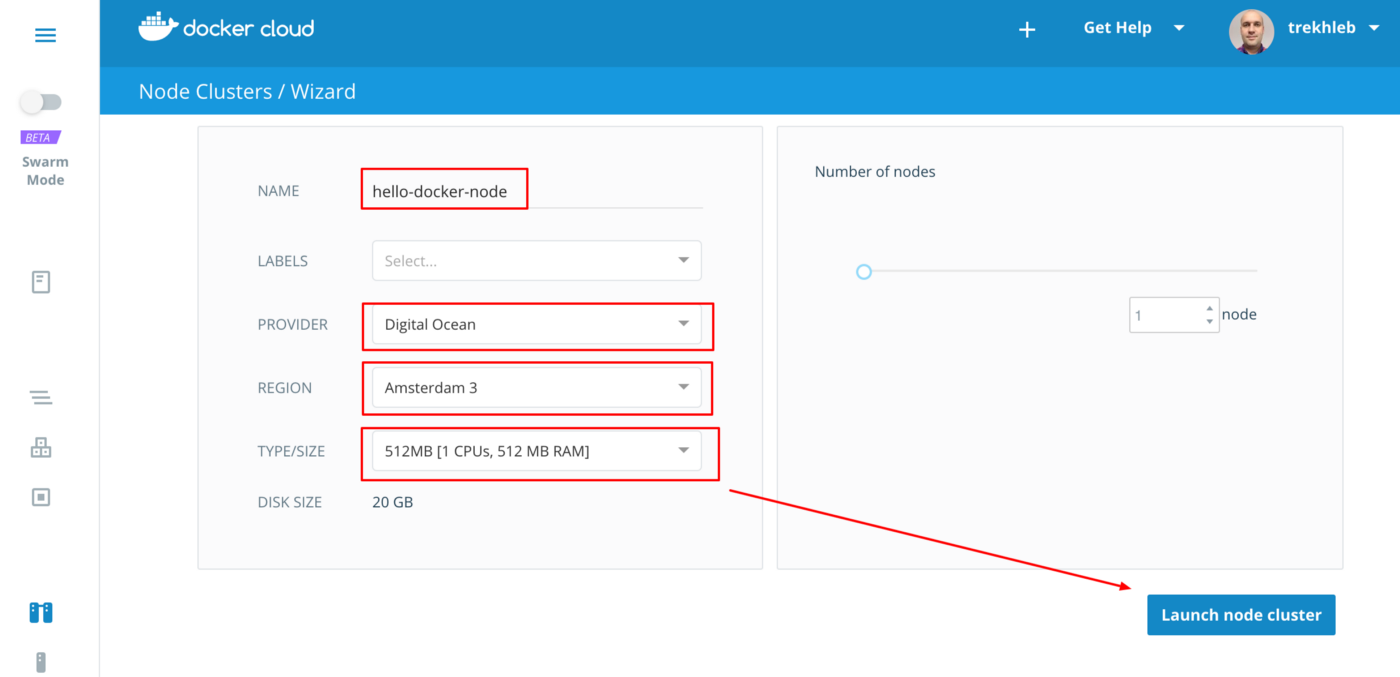 docker cloud
Get Help
trekhleb
Node Clusters / Wizard
BETA
Swarm
Mode
NAME
hello-docker-node
LABELS
Select...
PROVIDER
Digital Ocean
REGION
Amsterdam 3
TYPE/SIZE
512MB [1 CPUs, 512 MB RAM]
DISK SIZE
20 GB
Number of nodes
1
node
Launch node cluster